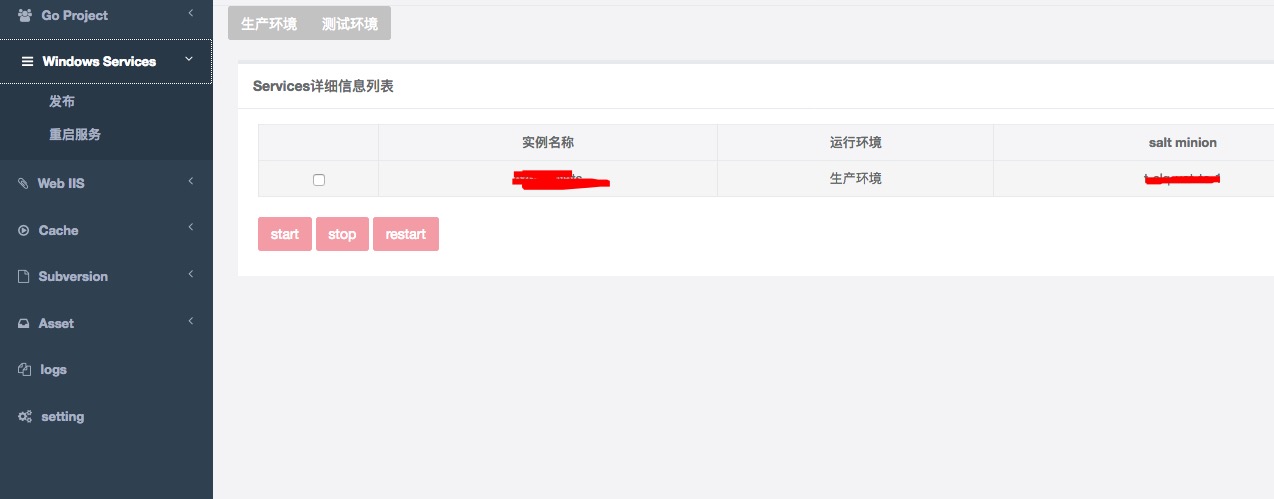 Go Project
Windows Services
发布
重启服务
Web IIS
Cache
Subversion
Asset
logs
setting
生产环境 测试环境
Services详细信息列表
实例名称 运行环境 salt minion
生产环境
start stop restart